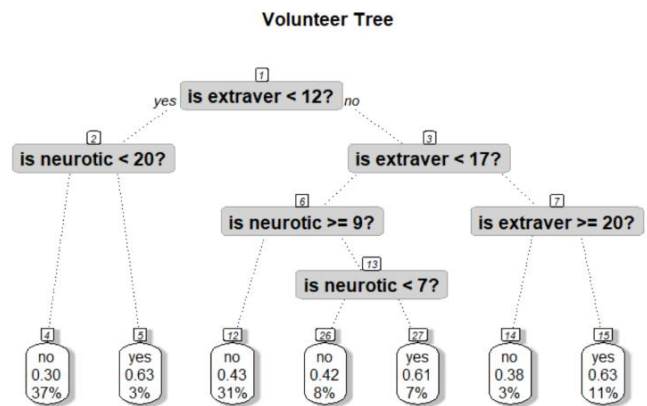 Volunteer Tree
1
yes is extraver < 12? no
2 3
is neurotic < 20? is extraver < 17?
6 7
is neurotic >= 9? is extraver >= 20?
13
is neurotic < 7?
4 5 12 26 27 14 15
no yes no no yes no yes
0.30 0.63 0.43 0.42 0.61 0.38 0.63
37% 3% 31% 8% 7% 3% 11%